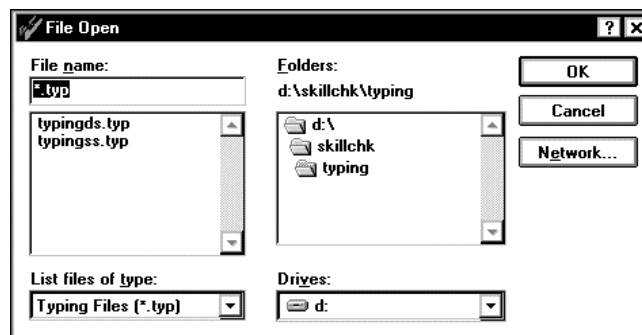 File Open
?
X
File name:
*.typ
typingds.typ
typingss.typ
List files of type:
Typing Files (*.typ)
Folders:
d:\skillchk\typing
d:\
skillchk
typing
Drives:
d:
OK
Cancel
Network...